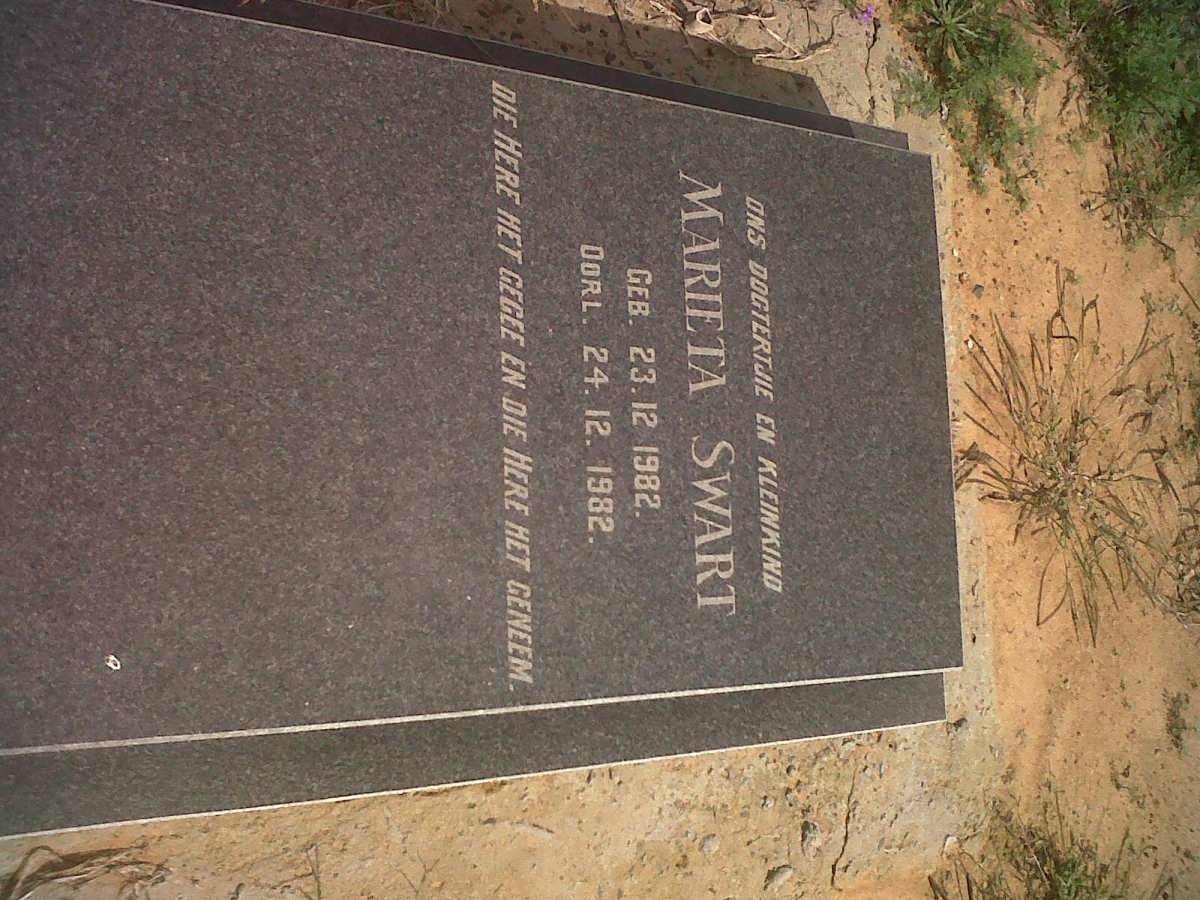 ONS DOGTERTJIE EN KLEINKIND
MARIETA SWART
GEB. 23.12 1982.
OORL. 24.12.1982.
DIE HERE HET GEGEE EN DIE HERE HET GENEEM.